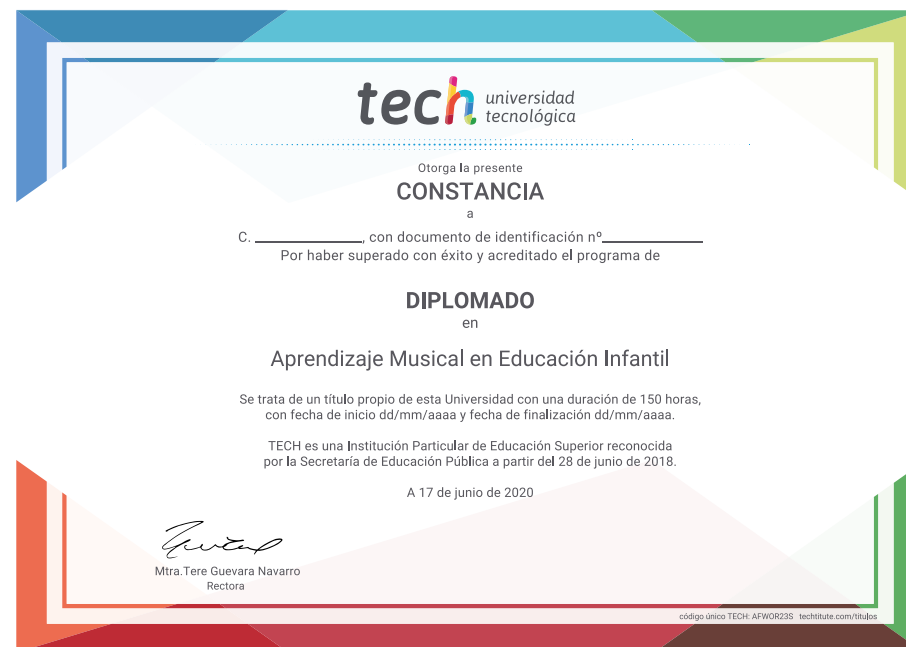 tech universidad
tecnológica
Otorga la presente
CONSTANCIA
a
C. ____________, con documento de identificación nº____________
Por haber superado con éxito y acreditado el programa de
DIPLOMADO
en
Aprendizaje Musical en Educación Infantil
Se trata de un título propio de esta Universidad con una duración de 150 horas,
con fecha de inicio dd/mm/aaaa y fecha de finalización dd/mm/aaaa.
TECH es una Institución Particular de Educación Superior reconocida
por la Secretaría de Educación Pública a partir del 28 de junio de 2018.
A 17 de junio de 2020
Mtra.Tere Guevara Navarro
Rectora
código único TECH: AFWOR23S techtitute.com/titulos